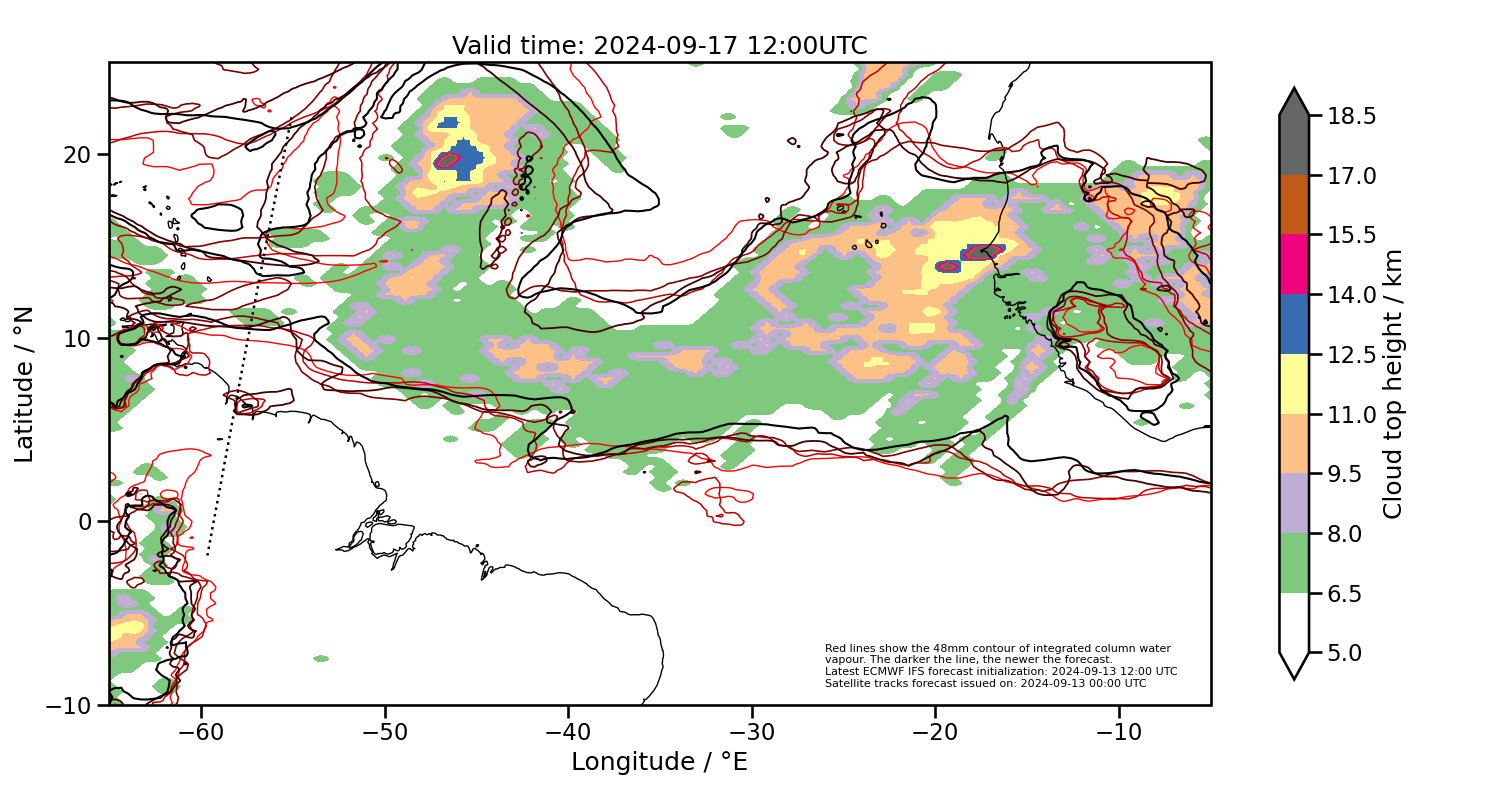 Valid time: 2024-09-17 12:00UTC
20
10
0
−10
Latitude / °N
−60
−50
−40
−30
−20
−10
Longitude / °E
Red lines show the 48mm contour of integrated column water
vapour. The darker the line, the newer the forecast.
Latest ECMWF IFS forecast initialization: 2024-09-13 12:00 UTC
Satellite tracks forecast issued on: 2024-09-13 00:00 UTC
18.5
17.0
15.5
14.0
12.5
11.0
9.5
8.0
6.5
5.0
Cloud top height / km